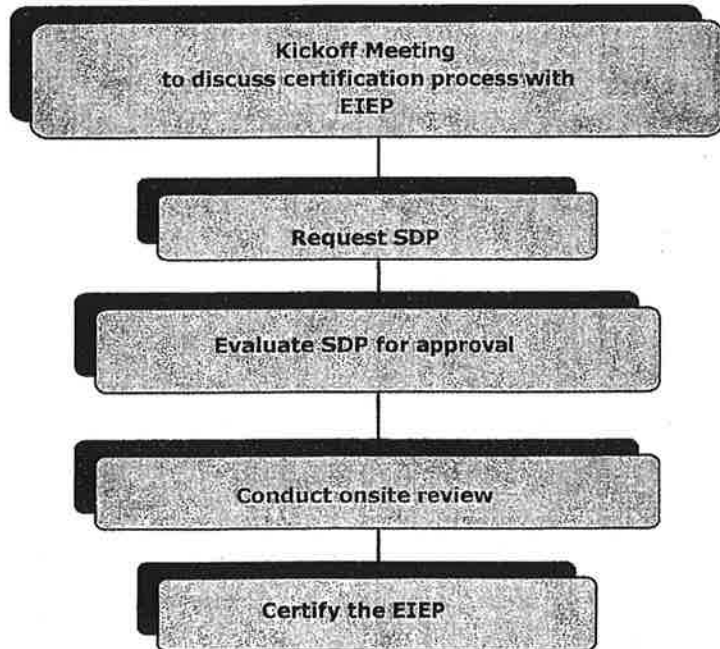 Kickoff Meeting
to discuss certification process with
EIEP
Request SDP
Evaluate SDP for approval
Conduct onsite review
Certify the EIEP